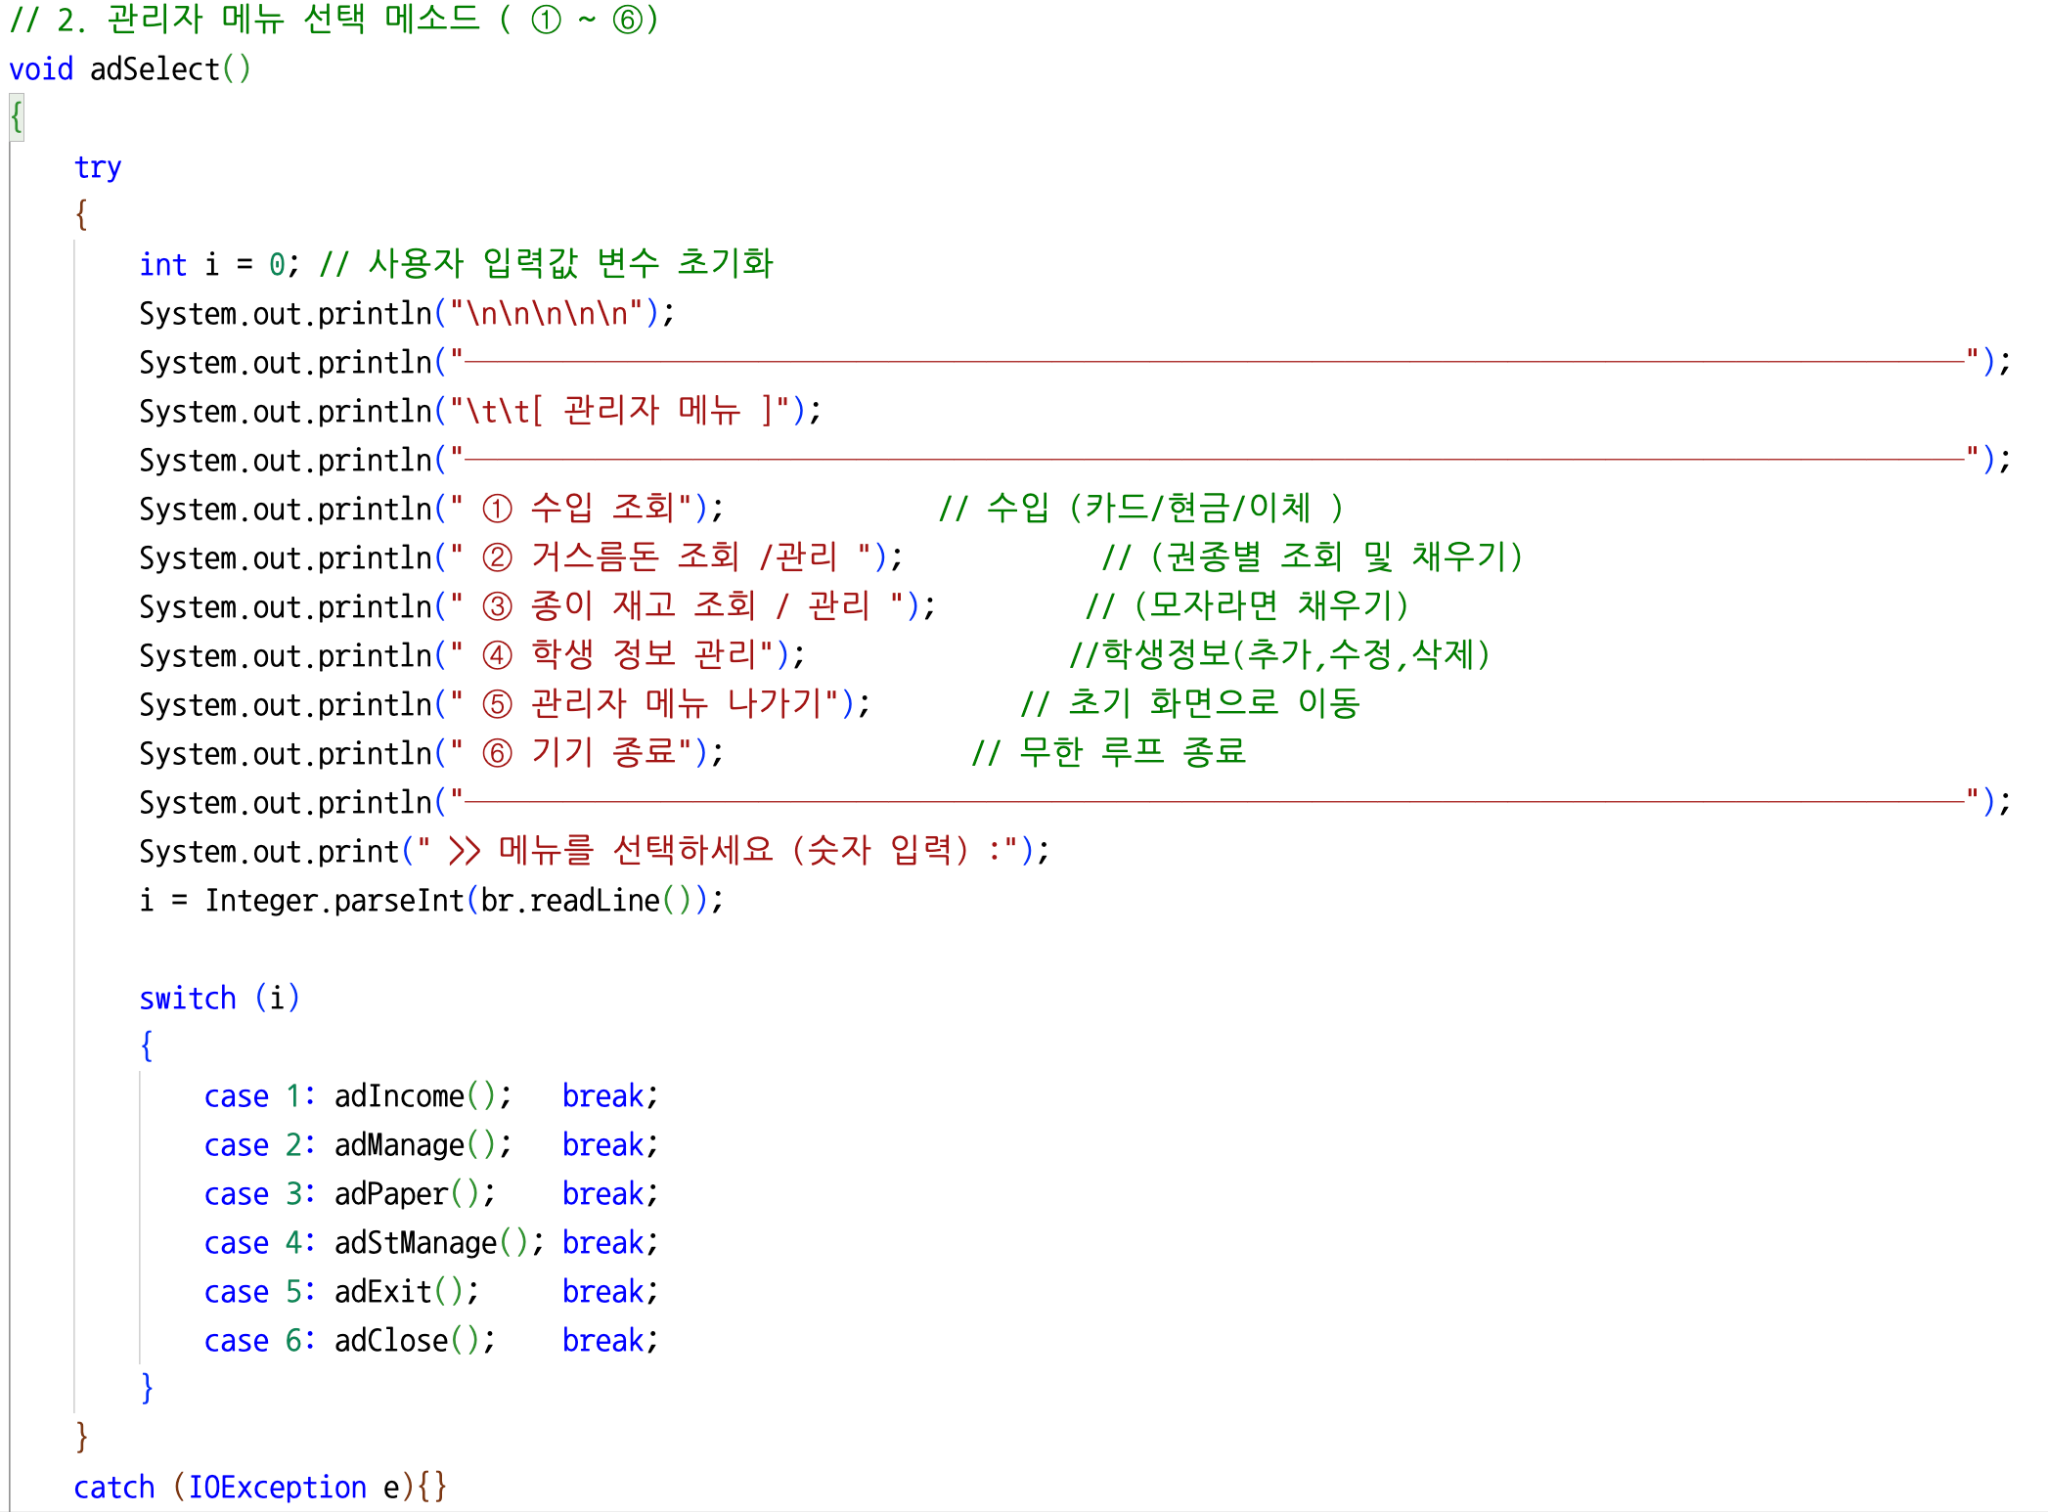 // 2. 관리자 메뉴 선택 메소드 ( ① ~ ⑥)
void adSelect()
{
try
{
int i = 0; // 사용자 입력값 변수 초기화
System.out.println("\n\n\n\n\n");
System.out.println("──────────────────────────────────────────────");
System.out.println("\t\t[ 관리자 메뉴 ]");
System.out.println("──────────────────────────────────────────────");
System.out.println(" ① 수입 조회"); // 수입 (카드/현금/이체 )
System.out.println(" ② 거스름돈 조회 /관리 "); // (권종별 조회 및 채우기)
System.out.println(" ③ 종이 재고 조회 / 관리 "); // (모자라면 채우기)
System.out.println(" ④ 학생 정보 관리"); //학생정보(추가,수정,삭제)
System.out.println(" ⑤ 관리자 메뉴 나가기"); // 초기 화면으로 이동
System.out.println(" ⑥ 기기 종료"); // 무한 루프 종료
System.out.println("──────────────────────────────────────────────");
System.out.print(" >> 메뉴를 선택하세요 (숫자 입력) :");
i = Integer.parseInt(br.readLine());
switch (i)
{
case 1: adIncome(); break;
case 2: adManage(); break;
case 3: adPaper(); break;
case 4: adStManage(); break;
case 5: adExit(); break;
case 6: adClose(); break;
}
}
catch (IOException e){}